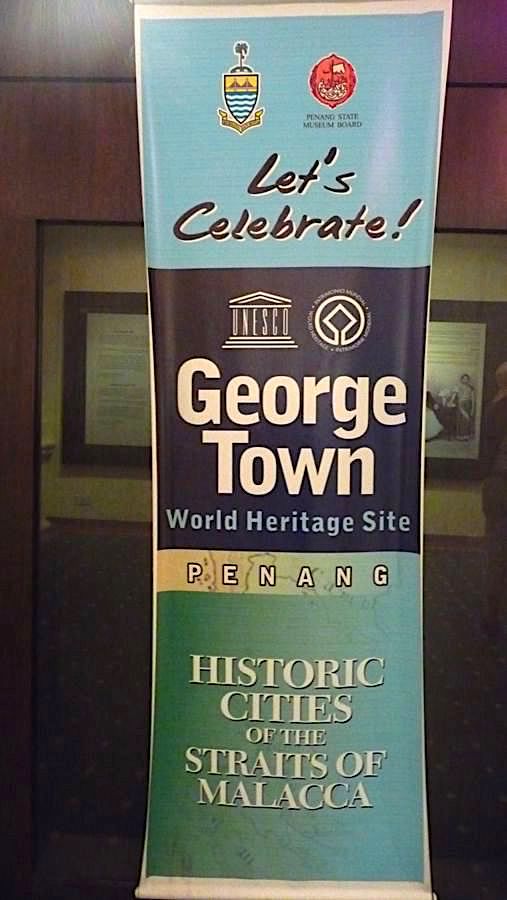 PENANG STATE
MUSEUM BOARD
Let's
Celebrate!
UNESCO
George
Town
World Heritage Site
PENANG
HISTORIC
CITIES
OF THE
STRAITS OF
MALACCA